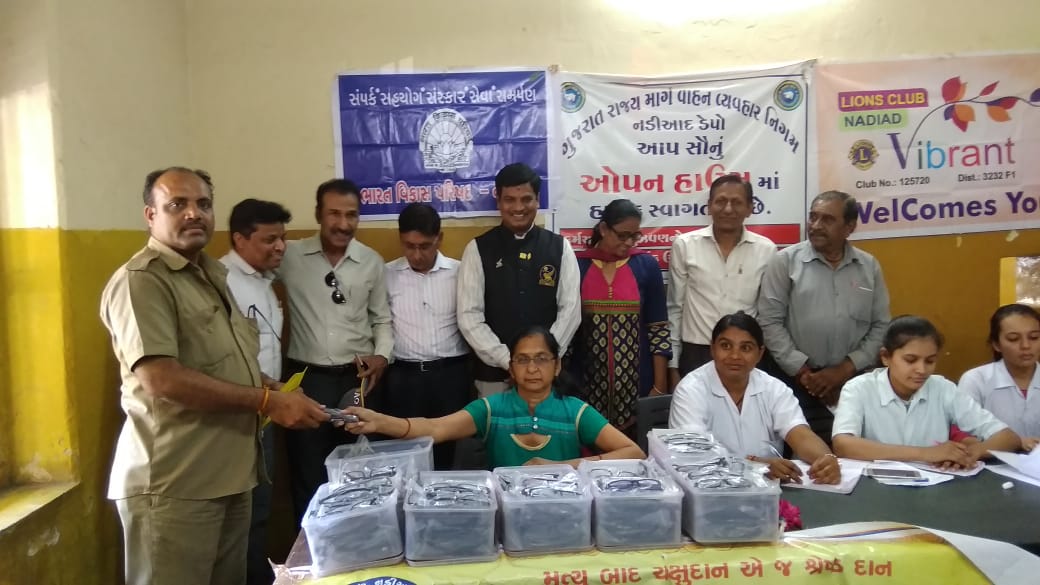 સંપર્ક સહયોગ સંસ્કાર સેવા સમર્પણ
ભારત વિકાસ પરિષદ
ગુજરાત રાજ્ય માર્ગ વાહન વ્યવહાર નિગમ
નડીઆદ ડેપો
આપ સૌનું
ઓપન હાઉસ માં
સ્વાગત છે.
LIONS CLUB
NADIAD
Vibrant
Club No.: 125720 Dist.: 3232 F1
WelComes You
મૃત્યુ બાદ ચક્ષુદાન એ જ શ્રેષ્ઠ દાન